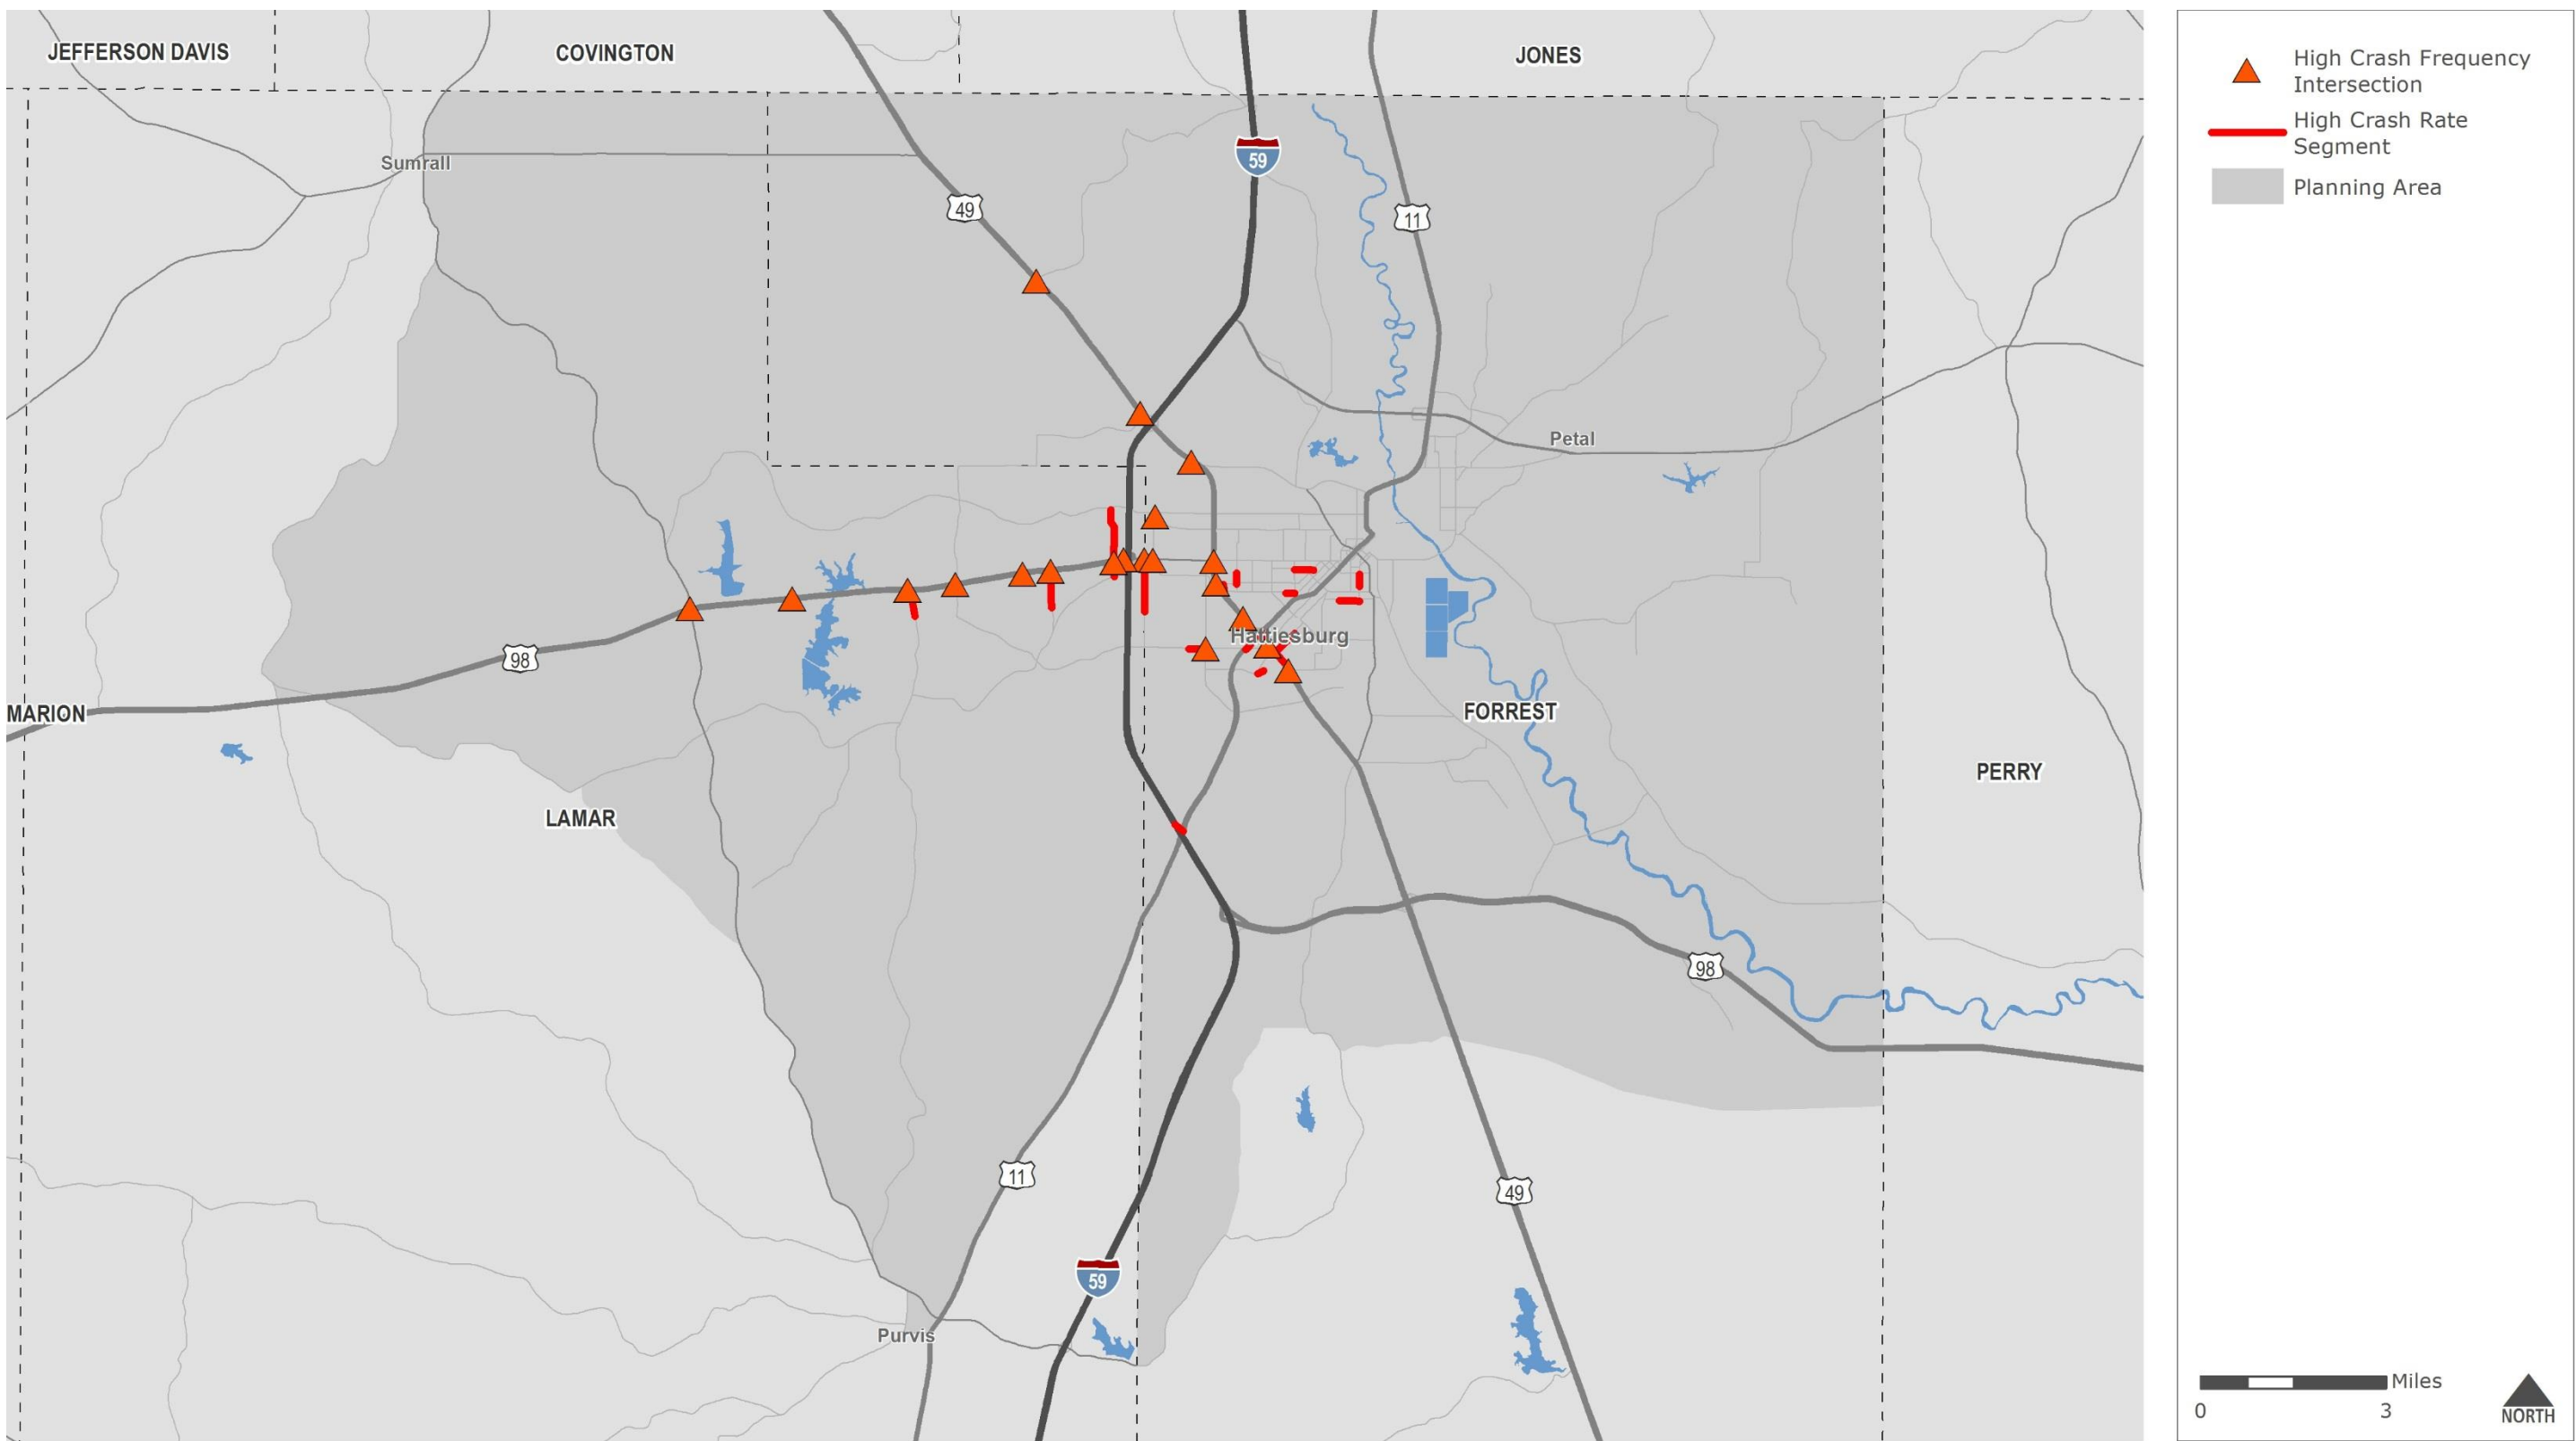 JEFFERSON DAVIS
COVINGTON
JONES
59
Sumrall
49
11
Petal
98
Hattiesburg
MARION
FORREST
PERRY
LAMAR
98
11
49
59
Purvis
High Crash Frequency
Intersection
High Crash Rate
Segment
Planning Area
Miles
0 3
NORTH